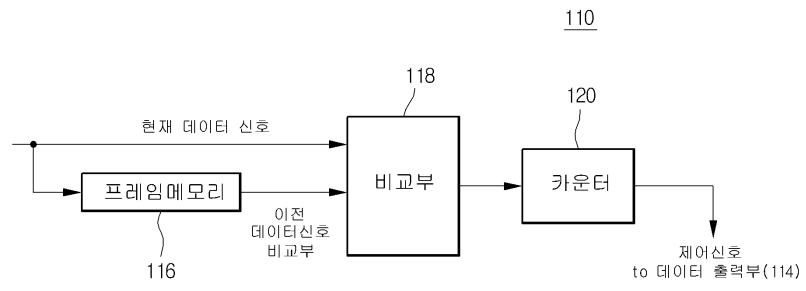 110
118
120
116
현재 데이터 신호
프레임메모리
이전
데이터신호
비교부
비교부
카운터
제어신호
to 데이터 출력부(114)